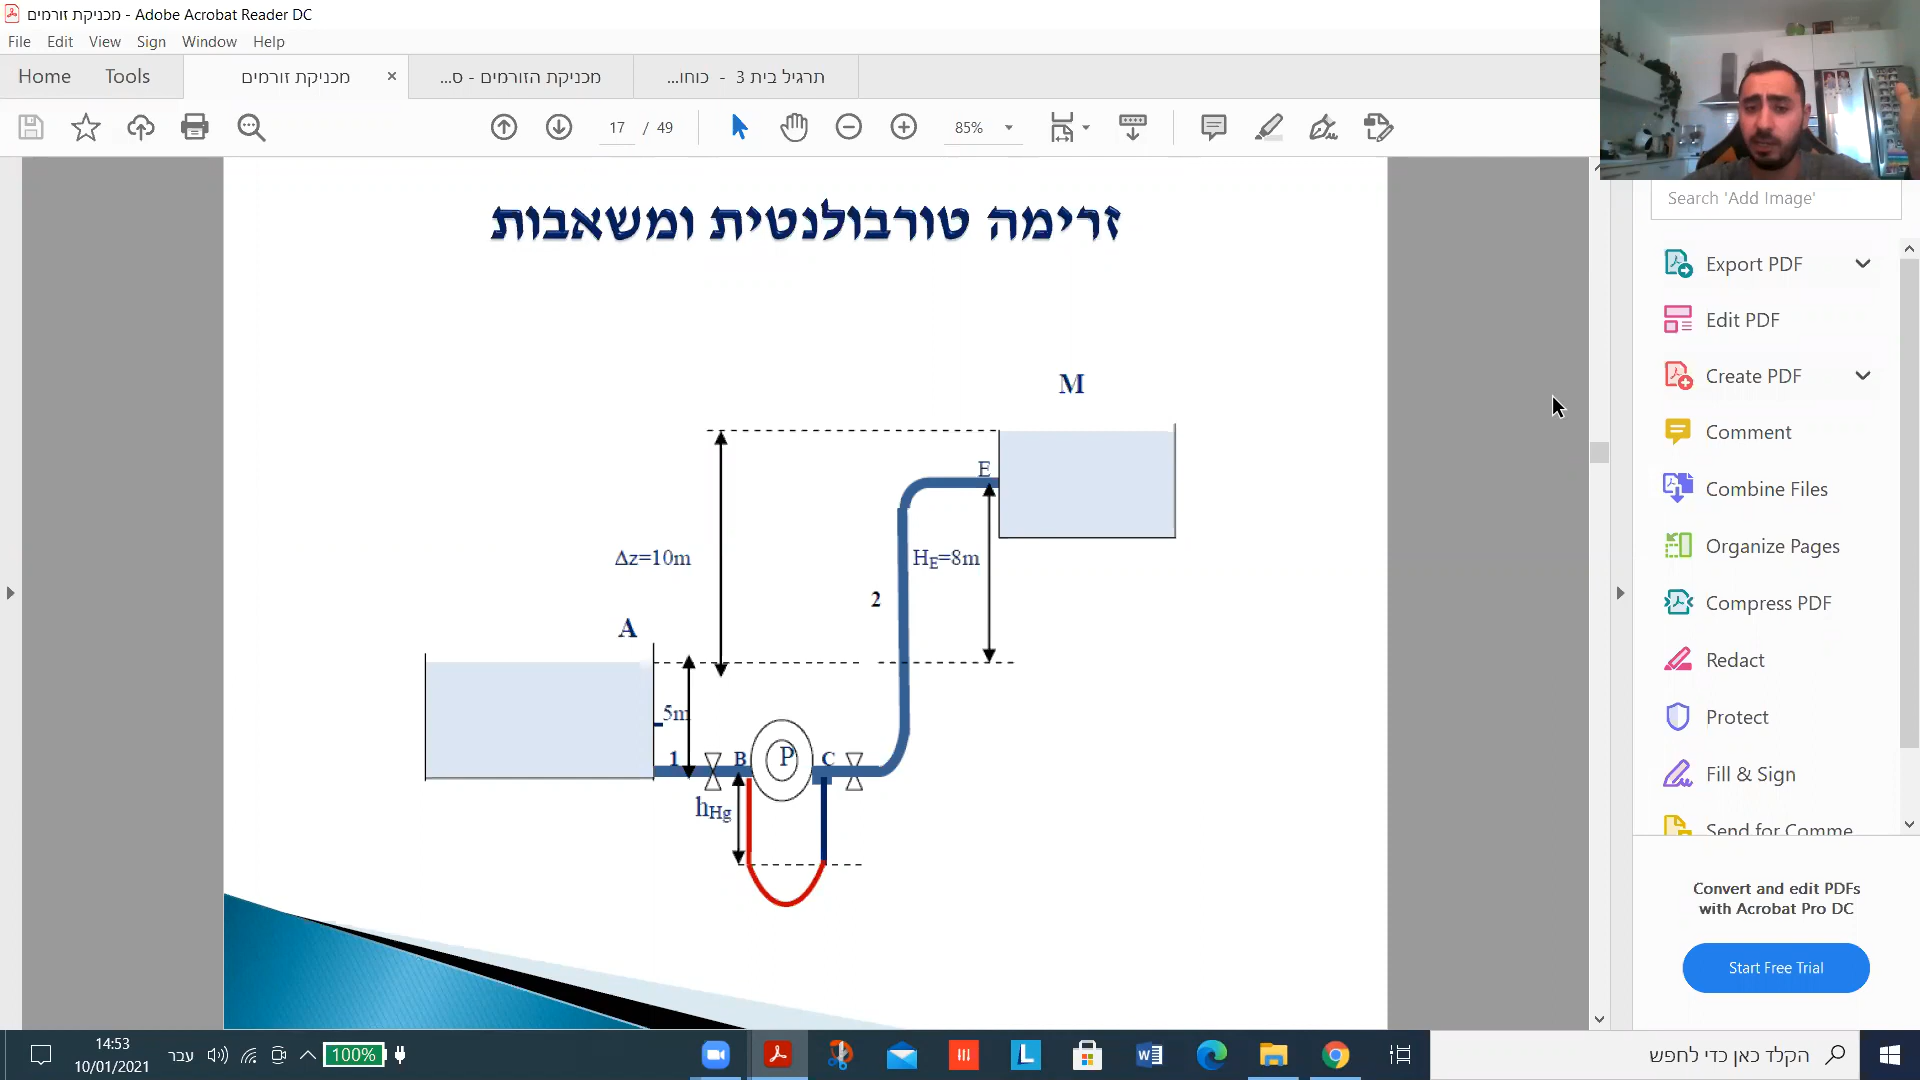 מכניקת זורמים - Adobe Acrobat Reader DC
File Edit View Sign Window Help
Home Tools מכניקת זורמים × מכניקת הזורמים - ס... תרגיל בית 3 - כוחו...
17 / 49 85%
Search 'Add Image'
זרימה טורבולנטית ומשאבות
Export PDF
Edit PDF
Create PDF
Comment
Combine Files
Organize Pages
Compress PDF
Redact
Protect
Fill & Sign
Send for Comme
M
E
Δz=10m
HE=8m
2
A
5m
1 B P C
hHg
Convert and edit PDFs
with Acrobat Pro DC
Start Free Trial
14:53
10/01/2021
עבר
100%
הקלד כאן כדי לחפש